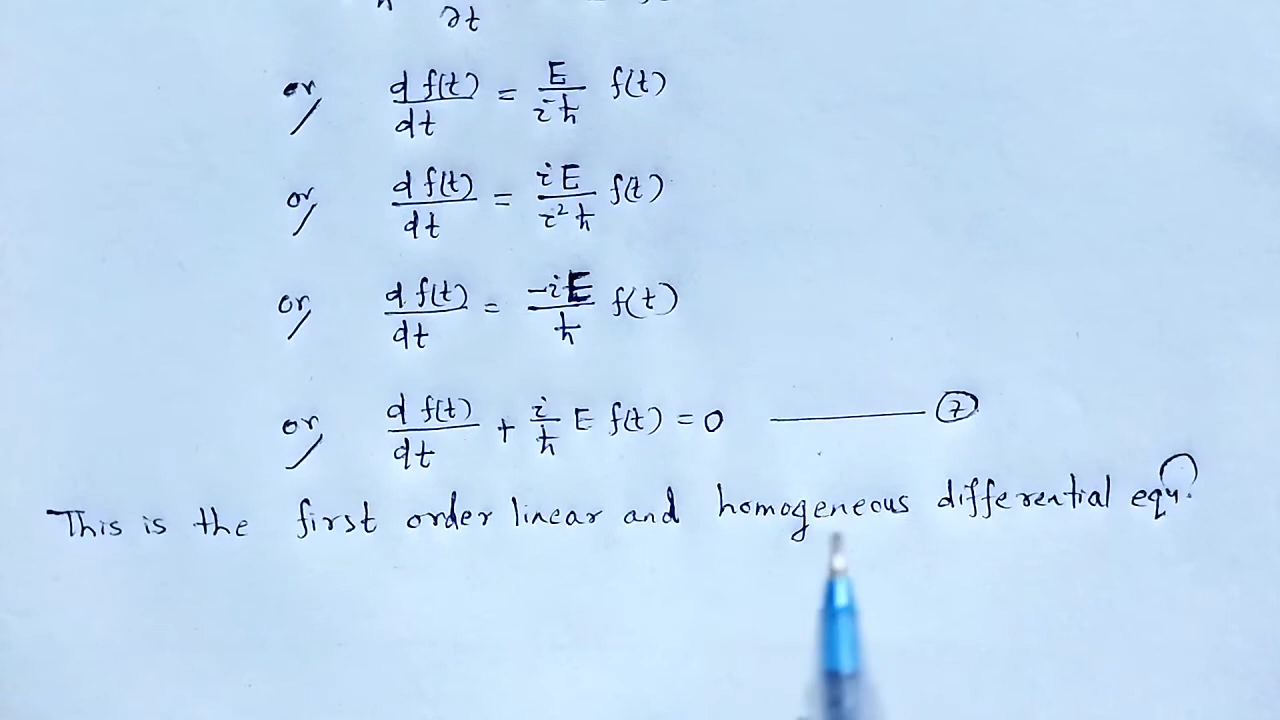 ∂t
or, d f(t)/dt = E/iħ f(t)
or, d f(t)/dt = iE/i²ħ f(t)
or, d f(t)/dt = -iE/ħ f(t)
or, d f(t)/dt + i/ħ E f(t) = 0 ——— ⑦
This is the first order linear and homogeneous differential equn.